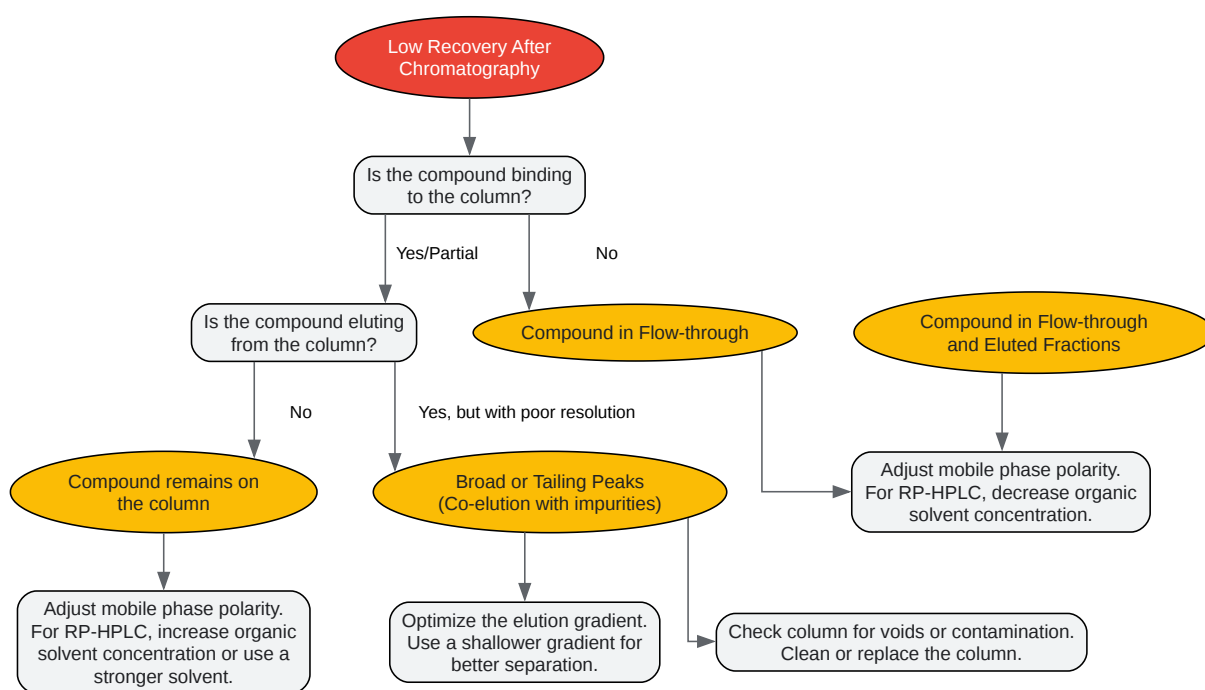 Low Recovery After
Chromatography
Is the compound binding
to the column?
Yes/Partial
No
Is the compound eluting
from the column?
Compound in Flow-through
Compound in Flow-through
and Eluted Fractions
No
Yes, but with poor resolution
Compound remains on
the column
Broad or Tailing Peaks
(Co-elution with impurities)
Adjust mobile phase polarity.
For RP-HPLC, decrease organic
solvent concentration.
Adjust mobile phase polarity.
For RP-HPLC, increase organic
solvent concentration or use a
stronger solvent.
Optimize the elution gradient.
Use a shallower gradient for
better separation.
Check column for voids or contamination.
Clean or replace the column.